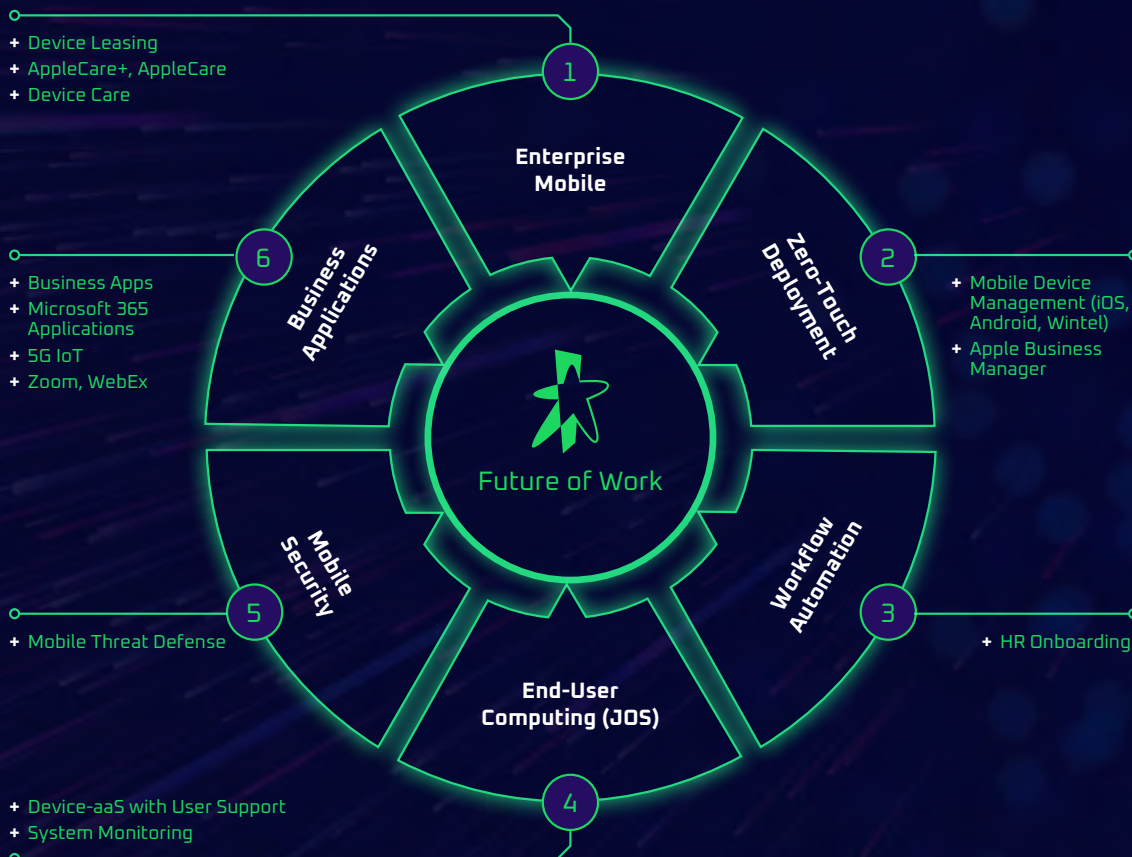 + Device Leasing
+ AppleCare+, AppleCare
+ Device Care
1
Enterprise
Mobile
2
Zero-Touch
Deployment
+ Mobile Device
Management (iOS,
Android, Wintel)
+ Apple Business
Manager
6
Business
Applications
+ Business Apps
+ Microsoft 365
Applications
+ 5G IoT
+ Zoom, WebEx
Future of Work
5
Mobile
Security
+ Mobile Threat Defense
3
Workflow
Automation
+ HR Onboarding
End-User
Computing (JOS)
4
+ Device-aaS with User Support
+ System Monitoring